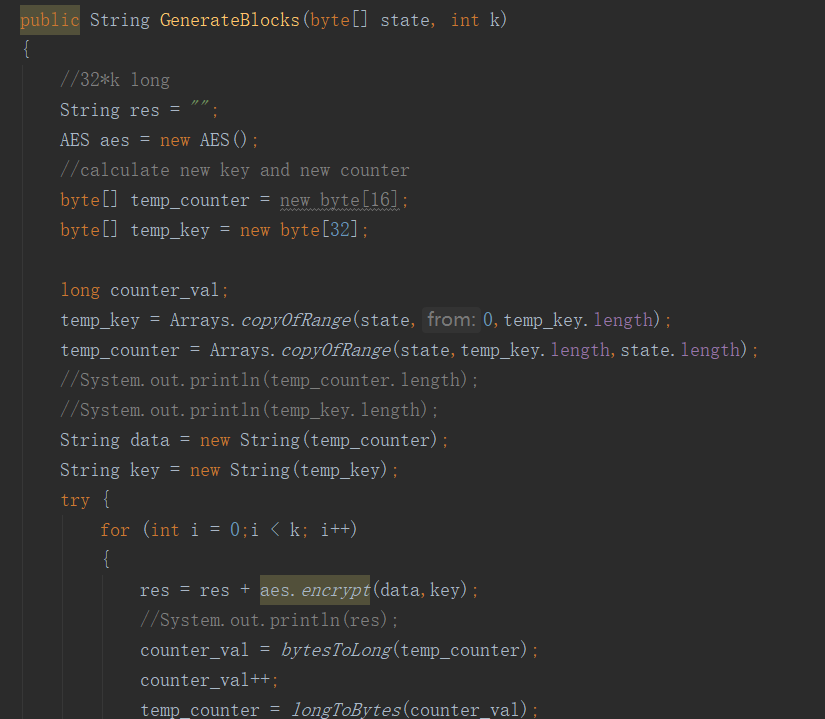 public String GenerateBlocks(byte[] state, int k)
{
//32*k long
String res = "";
AES aes = new AES();
//calculate new key and new counter
byte[] temp_counter = new byte[16];
byte[] temp_key = new byte[32];
long counter_val;
temp_key = Arrays.copyOfRange(state, from: 0,temp_key.length);
temp_counter = Arrays.copyOfRange(state,temp_key.length,state.length);
//System.out.println(temp_counter.length);
//System.out.println(temp_key.length);
String data = new String(temp_counter);
String key = new String(temp_key);
try {
for (int i = 0;i < k; i++)
{
res = res + aes.encrypt(data,key);
//System.out.println(res);
counter_val = bytesToLong(temp_counter);
counter_val++;
temp_counter = longToBytes(counter_val);